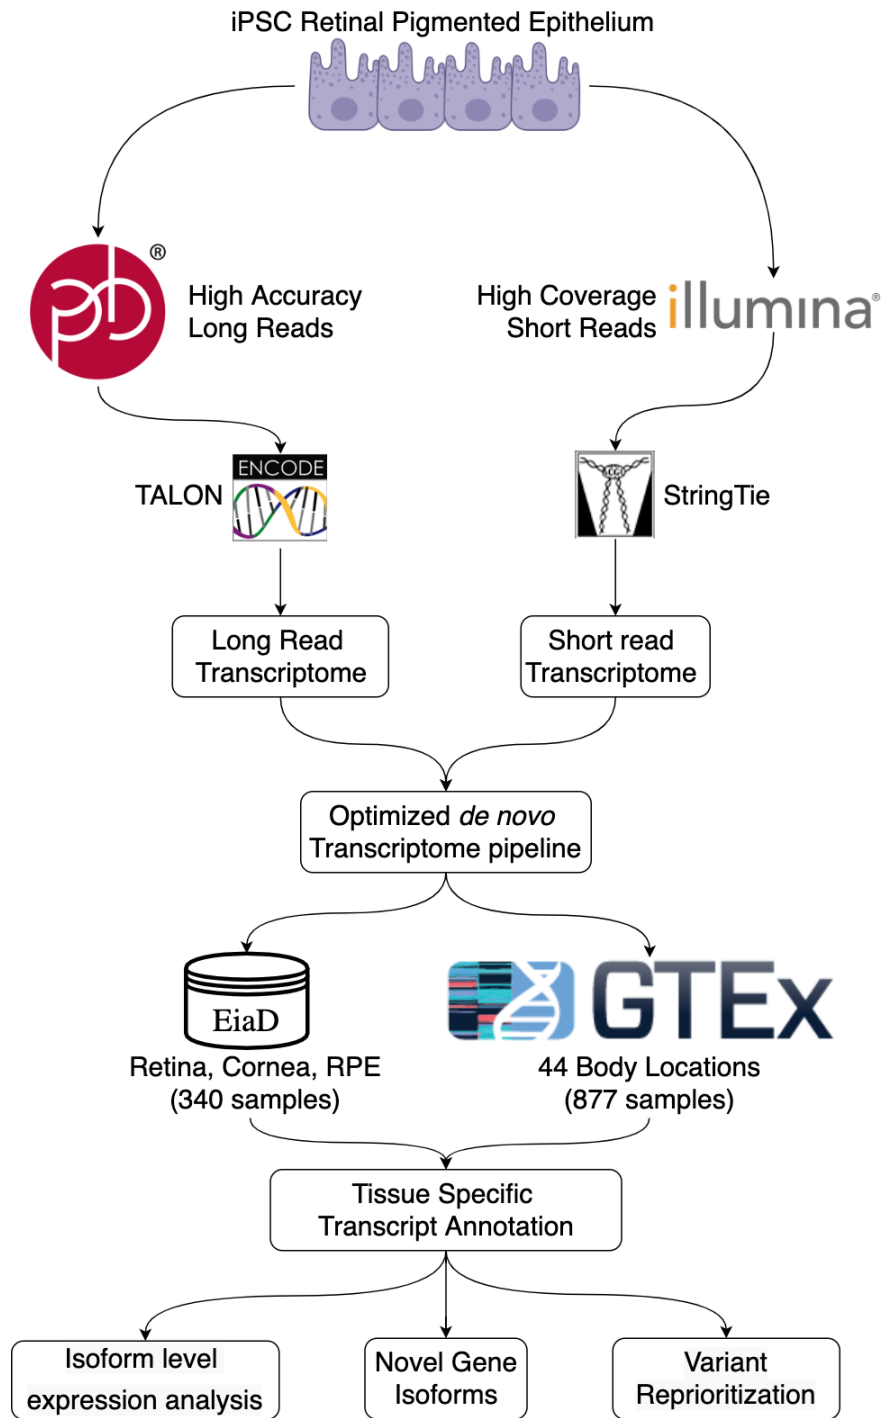 iPSC Retinal Pigmented Epithelium
pb®
High Accuracy
Long Reads
High Coverage
Short Reads
illumina®
TALON
ENCODE
StringTie
Long Read
Transcriptome
Short read
Transcriptome
Optimized de novo
Transcriptome pipeline
EiaD
GTEx
Retina, Cornea, RPE
(340 samples)
44 Body Locations
(877 samples)
Tissue Specific
Transcript Annotation
Isoform level
expression analysis
Novel Gene
Isoforms
Variant
Reprioritization